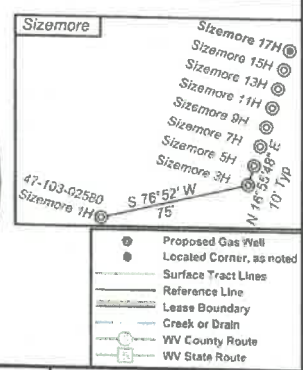 Sizemore
Sizemore 17H
Sizemore 15H
Sizemore 13H
Sizemore 11H
Sizemore 9H
Sizemore 7H
Sizemore 5H
Sizemore 3H
47-103-02580
Sizemore 1H
S 76°52' W
75'
N 16°55'48" E
10' Typ
Proposed Gas Well
Located Corner, as noted
Surface Tract Lines
Reference Line
Lease Boundary
Creek or Drain
WV County Route
WV State Route